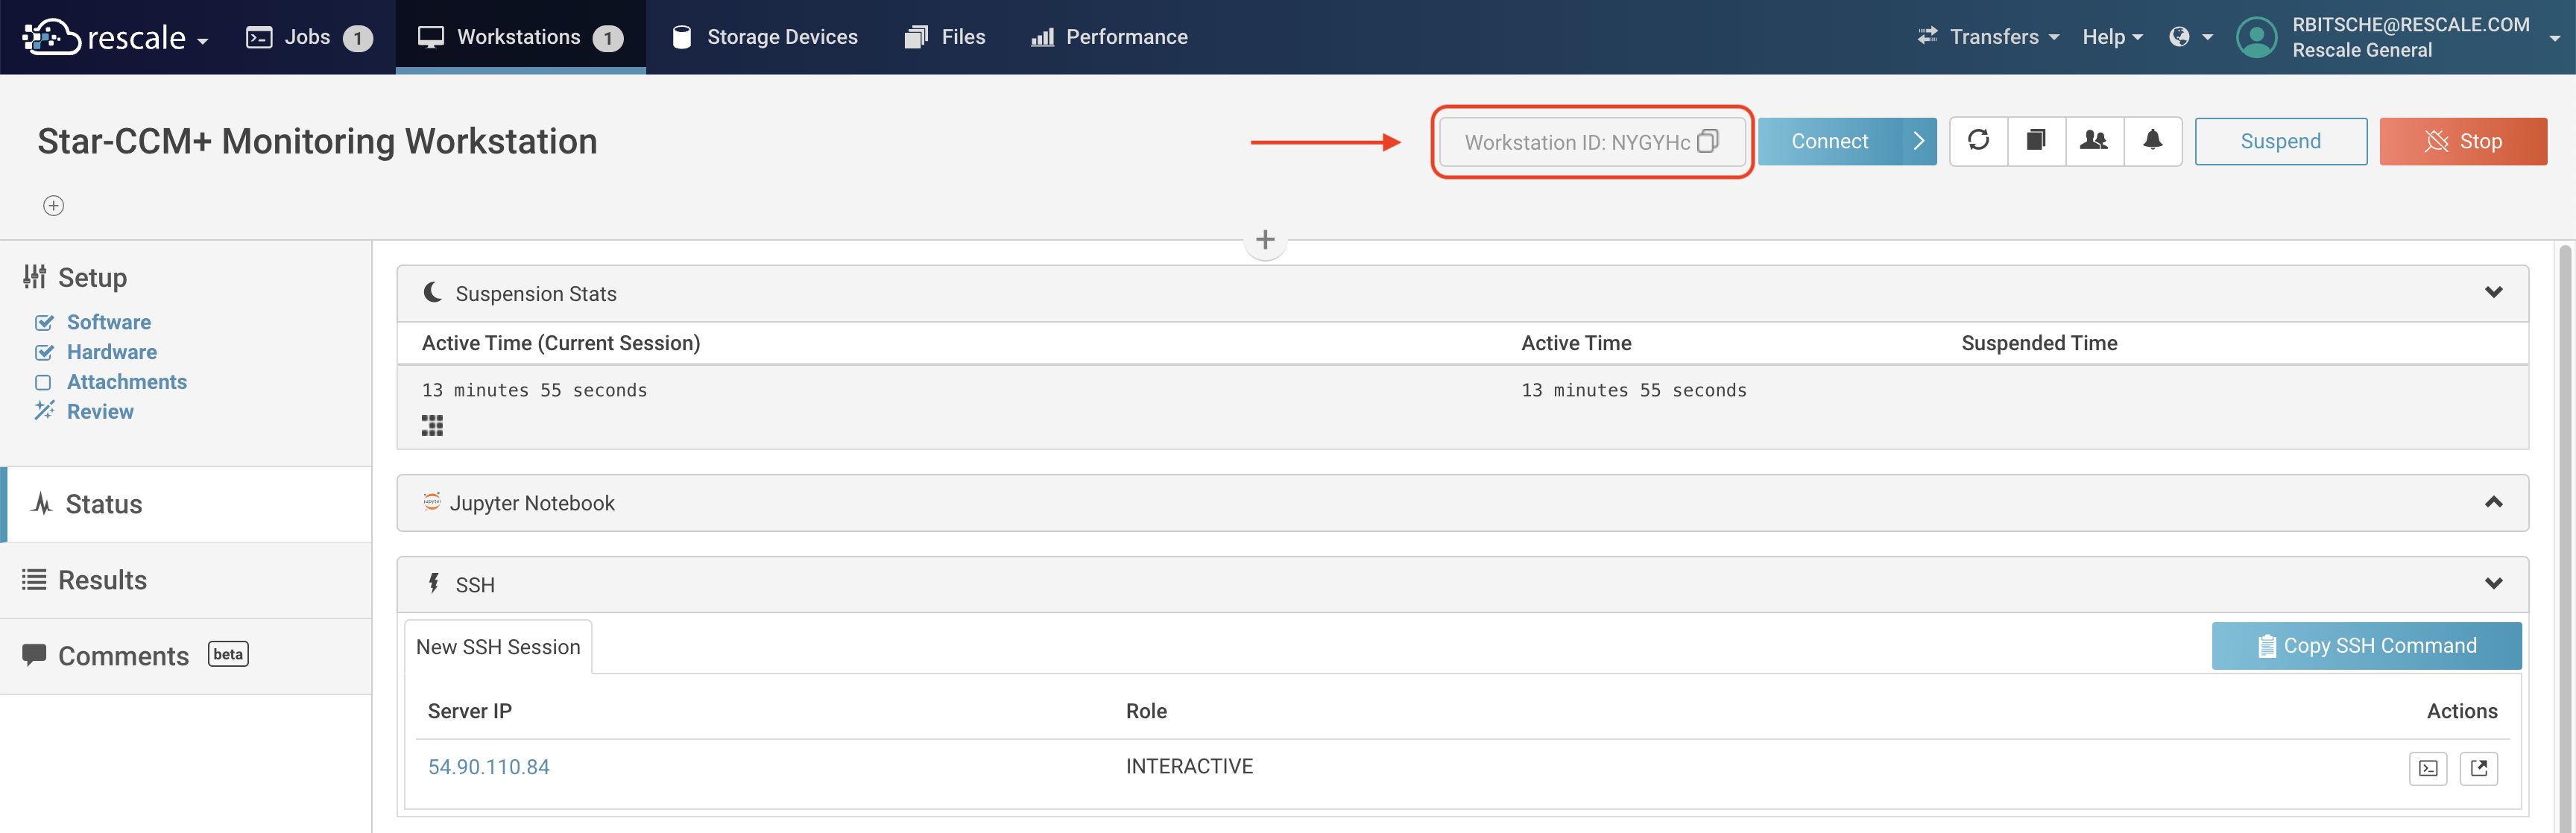 rescale
Jobs 1
Workstations 1
Storage Devices
Files
Performance
Transfers
Help
RBITSCHE@RESCALE.COM
Rescale General
Star-CCM+ Monitoring Workstation
Workstation ID: NYGYHc
Connect
Suspend
Stop
Setup
Software
Hardware
Attachments
Review
Status
Results
Comments beta
Suspension Stats
Active Time (Current Session) Active Time Suspended Time
13 minutes 55 seconds 13 minutes 55 seconds
Jupyter Notebook
SSH
New SSH Session
Copy SSH Command
Server IP Role Actions
54.90.110.84 INTERACTIVE